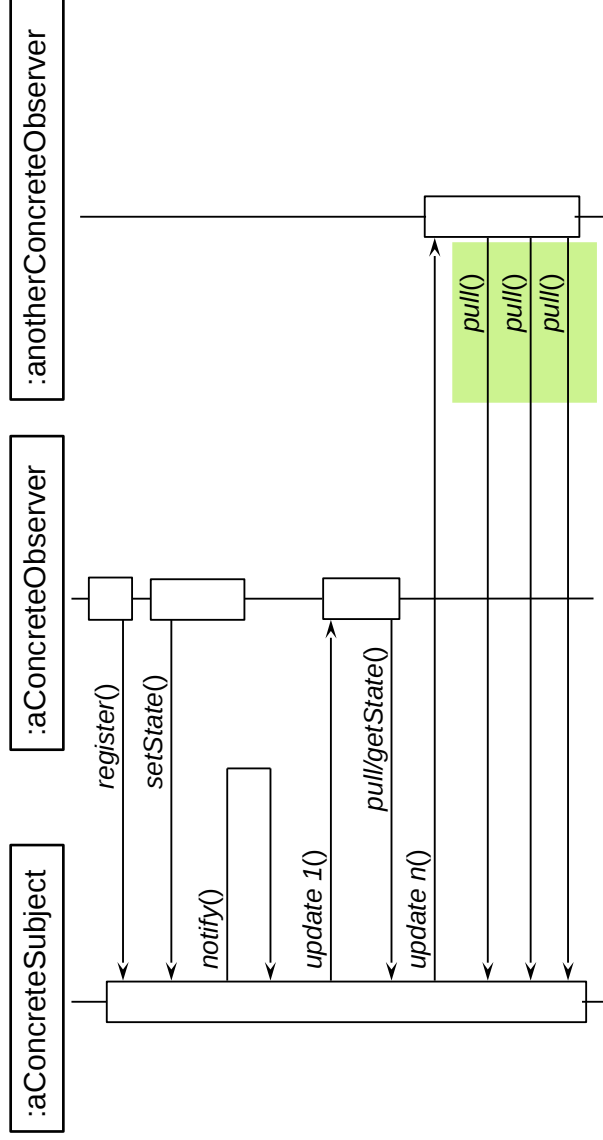 :aConcreteSubject
:aConcreteObserver
:anotherConcreteObserver
register()
setState()
notify()
update 1()
pull/getState()
update n()
pull()
pull()
pull()